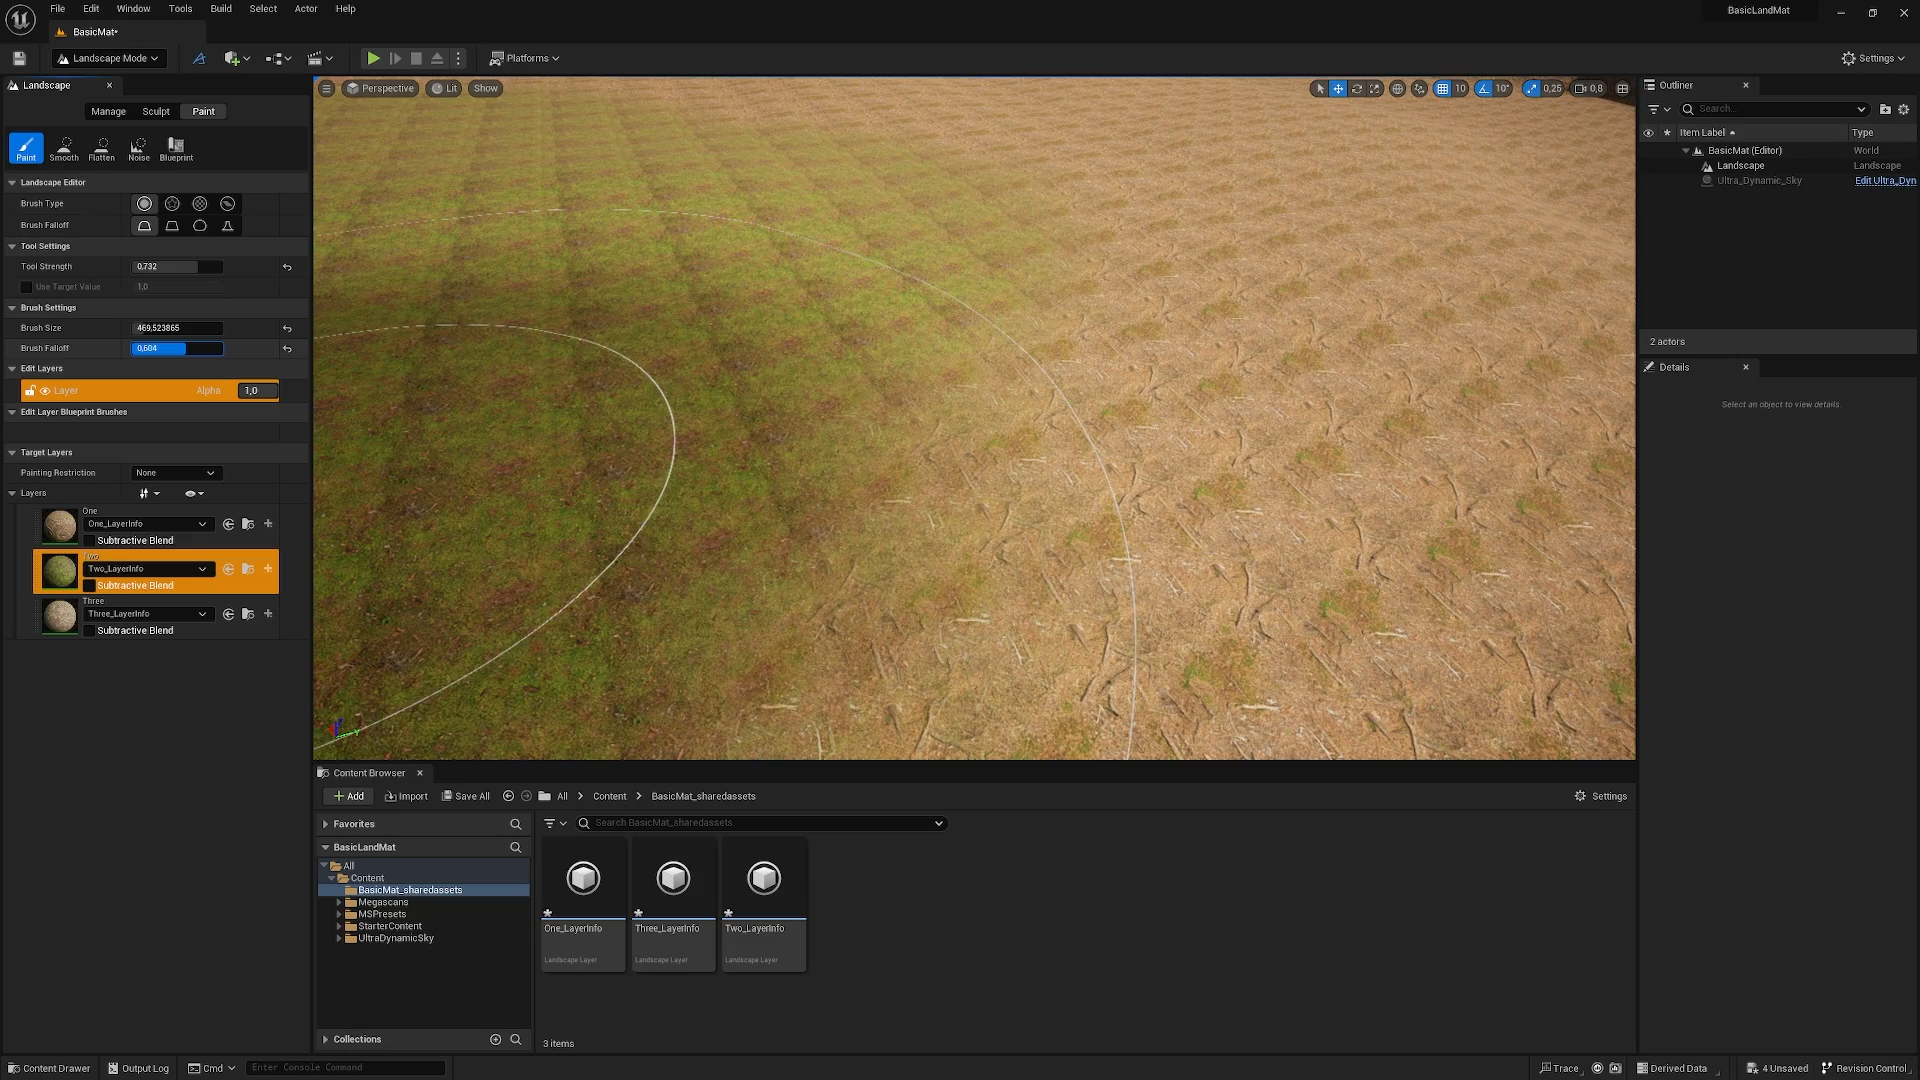 File Edit Window Tools Build Select Actor Help
BasicLandMat
BasicMat*
Landscape Mode
Platforms
Settings
Landscape
Manage Sculpt Paint
Paint Smooth Flatten Noise Blueprint
Landscape Editor
Brush Type
Brush Falloff
Tool Settings
Tool Strength 0,732
Use Target Value 1,0
Brush Settings
Brush Size 469,523865
Brush Falloff 0,604
Edit Layers
Layer Alpha 1,0
Edit Layer Blueprint Brushes
Target Layers
Painting Restriction None
Layers
One
One_LayerInfo
Subtractive Blend
Two
Two_LayerInfo
Subtractive Blend
Three
Three_LayerInfo
Subtractive Blend
Perspective Lit Show
10 10° 0,25 0,8
Outliner
Search...
Item Label Type
BasicMat (Editor) World
Landscape Landscape
Ultra_Dynamic_Sky Edit Ultra_Dyn
2 actors
Details
Select an object to view details.
Content Browser
Add Import Save All All Content BasicMat_sharedassets
Settings
Favorites
BasicLandMat
All
Content
BasicMat_sharedassets
Megascans
MSPresets
StarterContent
UltraDynamicSky
Collections
Search BasicMat_sharedassets
One_LayerInfo Three_LayerInfo Two_LayerInfo
Landscape Layer Landscape Layer Landscape Layer
3 items
Content Drawer Output Log Cmd Enter Console Command
Trace Derived Data 4 Unsaved Revision Control